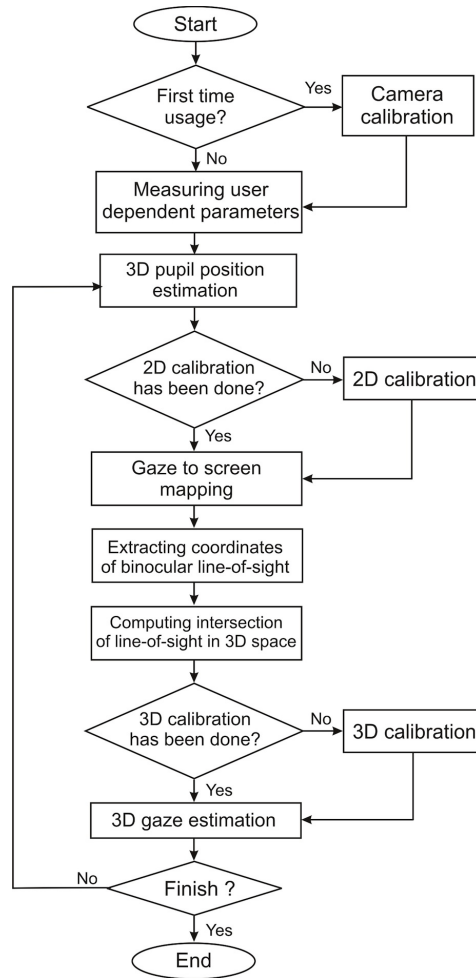 Start
First time
usage?
Yes
Camera
calibration
No
Measuring user
dependent parameters
3D pupil position
estimation
2D calibration
has been done?
No
2D calibration
Yes
Gaze to screen
mapping
Extracting coordinates
of binocular line-of-sight
Computing intersection
of line-of-sight in 3D space
3D calibration
has been done?
No
3D calibration
Yes
3D gaze estimation
No
Finish ?
Yes
End